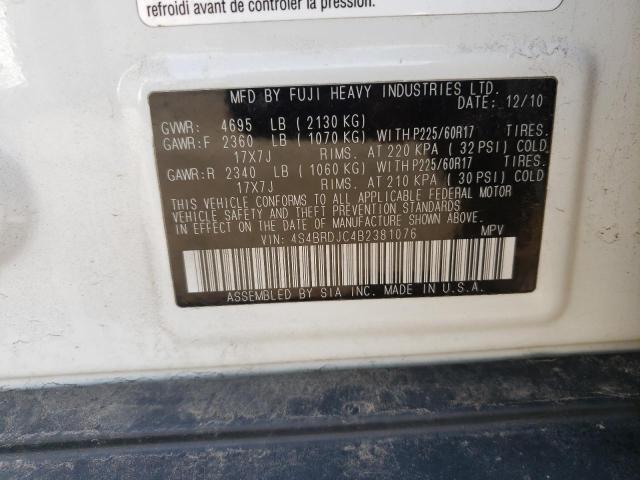 refroidi avant de contrôler la pression.
MFD BY FUJI HEAVY INDUSTRIES LTD.
DATE: 12/10
GVWR: 4695 LB ( 2130 KG)
GAWR:F 2360 LB ( 1070 KG) WITH P225/60R17 TIRES.
17X7J RIMS. AT 220 KPA ( 32 PSI) COLD
GAWR:R 2340 LB ( 1060 KG) WITH P225/60R17 TIRES.
17X7J RIMS. AT 210 KPA ( 30 PSI) COLD
THIS VEHICLE CONFORMS TO ALL APPLICABLE FEDERAL MOTOR
VEHICLE SAFETY AND THEFT PREVENTION STANDARDS
IN EFFECT ON THE DATE OF MANUFACTURE SHOWN ABOVE.
VIN: 4S4BRDJC4B2381076 MPV
ASSEMBLED BY SIA INC. MADE IN U.S.A.